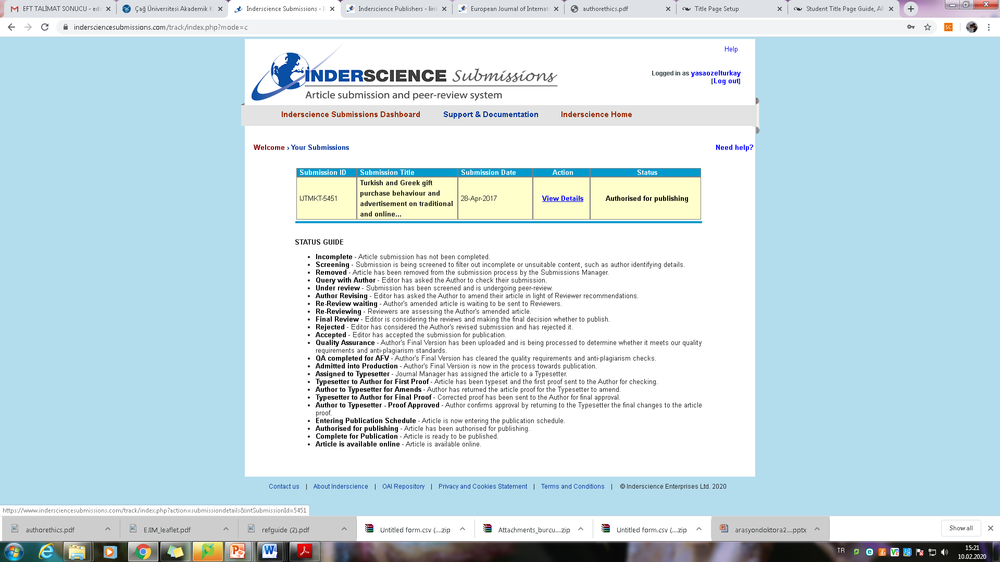 EFT TALİMAT SONUCU - eda
Çağ Üniversitesi Akademik K
Inderscience Submissions - In
Inderscience Publishers - link
European Journal of Internat
authorethics.pdf
Title Page Setup
Student Title Page Guide, AP
indersciencesubmissions.com/track/index.php?mode=c
SC
Help
INDERSCIENCE Submissions
Article submission and peer-review system
Logged in as yasaozelturkay
[Log out]
Inderscience Submissions Dashboard
Support & Documentation
Inderscience Home
Welcome › Your Submissions
Need help?
Submission ID Submission Title Submission Date Action Status
IJTMKT-5451
Turkish and Greek gift
purchase behaviour and
advertisement on traditional
and online...
28-Apr-2017
View Details
Authorised for publishing
STATUS GUIDE
• Incomplete - Article submission has not been completed.
• Screening - Submission is being screened to filter out incomplete or unsuitable content, such as author identifying details.
• Removed - Article has been removed from the submission process by the Submissions Manager.
• Query with Author - Editor has asked the Author to check their submission.
• Under review - Submission has been screened and is undergoing peer-review.
• Author Revising - Editor has asked the Author to amend their article in light of Reviewer recommendations.
• Re-Review waiting - Author's amended article is waiting to be sent to Reviewers.
• Re-Reviewing - Reviewers are assessing the Author's amended article.
• Final Review - Editor is considering the reviews and making the final decision whether to publish.
• Rejected - Editor has considered the Author's revised submission and has rejected it.
• Accepted - Editor has accepted the submission for publication.
• Quality Assurance - Author's Final Version has been uploaded and is being processed to determine whether it meets our quality
requirements and anti-plagiarism standards.
• QA completed for AFV - Author's Final Version has cleared the quality requirements and anti-plagiarism checks.
• Admitted into Production - Author's Final Version is now in the process towards publication.
• Assigned to Typesetter - Journal Manager has assigned the article to a Typesetter.
• Typesetter to Author for First Proof - Article has been typeset and the first proof sent to the Author for checking.
• Author to Typesetter for Amends - Author has returned the article proof for the Typesetter to amend.
• Typesetter to Author for Final Proof - Corrected proof has been sent to the Author for final approval.
• Author to Typesetter - Proof Approved - Author confirms approval by returning to the Typesetter the final changes to the article
proof.
• Entering Publication Schedule - Article is now entering the publication schedule.
• Authorised for publishing - Article has been authorised for publishing.
• Complete for Publication - Article is ready to be published.
• Article is available online - Article is available online.
Contact us | About Inderscience | OAI Repository | Privacy and Cookies Statement | Terms and Conditions | © Inderscience Enterprises Ltd. 2020
https://www.indersciencesubmissions.com/track/index.php?action=submissiondetails&intSubmissionId=5451
authorethics.pdf
EJIM_leaflet.pdf
refguide (2).pdf
Untitled form.csv (....zip
Attachments_burcu....zip
Untitled form.csv (....zip
arasyondoktora2....pptx
Show all
TR
15:21
10.02.2020